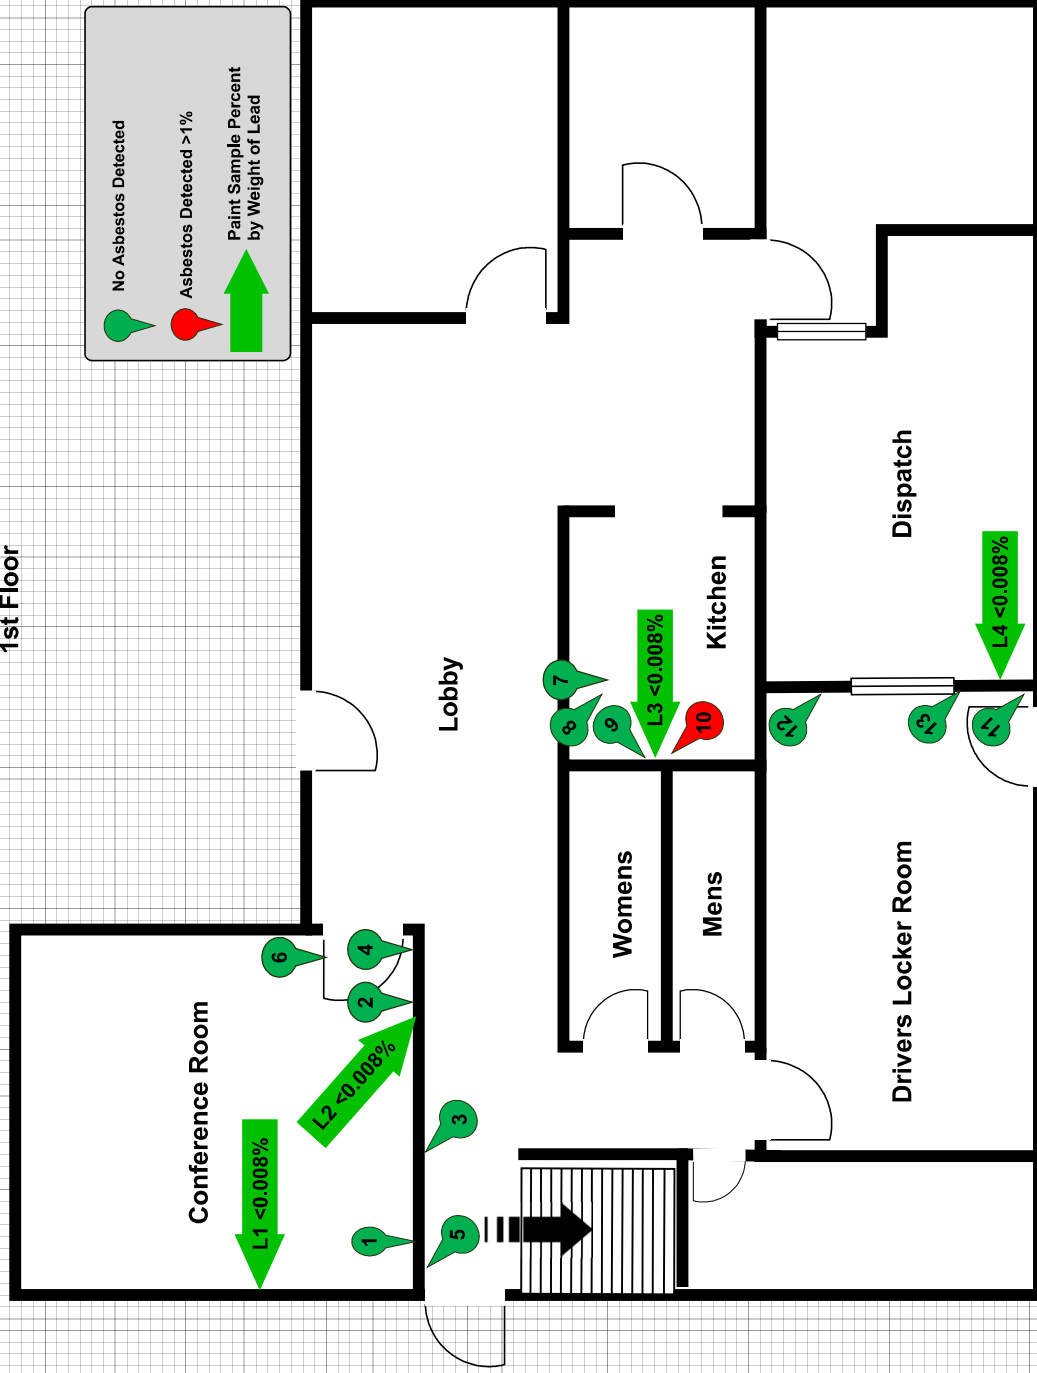 1st Floor
No Asbestos Detected
Asbestos Detected >1%
Paint Sample Percent
by Weight of Lead
Lobby
Kitchen
Dispatch
L4 <0.008%
L3 <0.008%
7
8
9
10
12
13
11
Womens
Mens
Drivers Locker Room
Conference Room
6
4
2
L2 <0.008%
L1 <0.008%
3
1
5